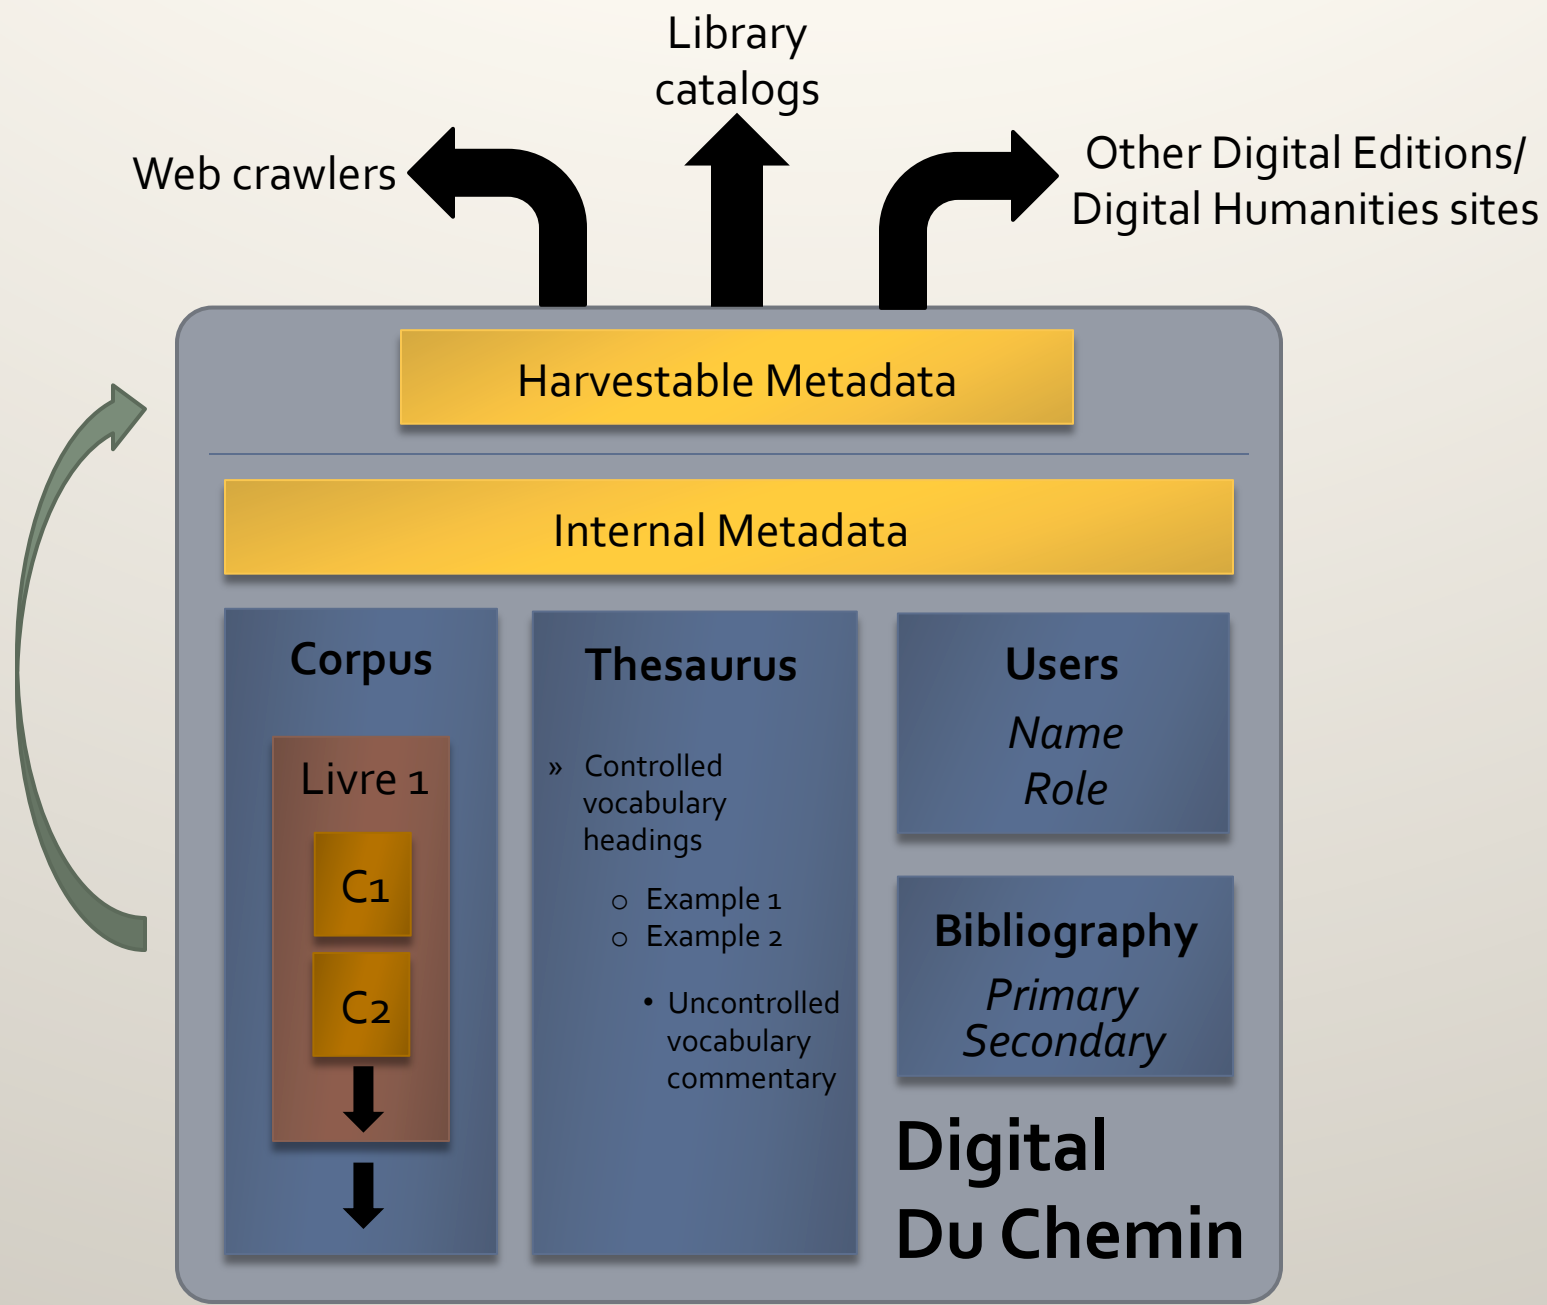 Library
catalogs
Web crawlers
Other Digital Editions/
Digital Humanities sites
Harvestable Metadata
Internal Metadata
Corpus
Livre 1
C1
C2
Thesaurus
» Controlled
vocabulary
headings
o Example 1
o Example 2
• Uncontrolled
vocabulary
commentary
Users
Name
Role
Bibliography
Primary
Secondary
Digital
Du Chemin